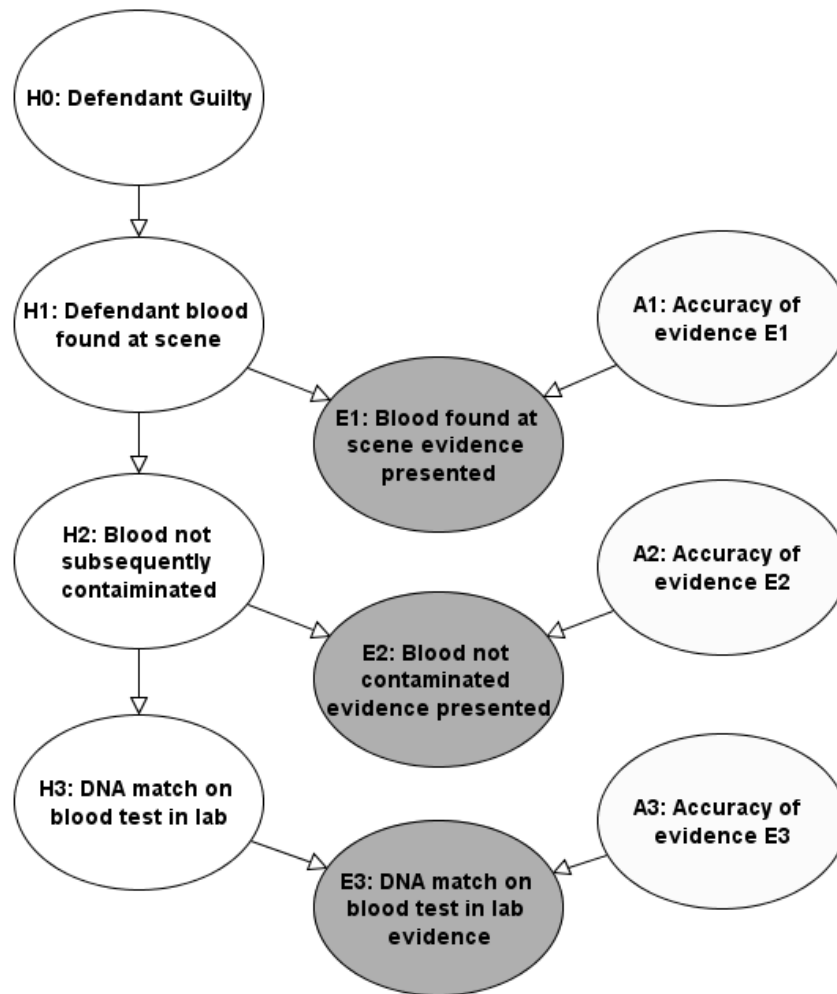 H0: Defendant Guilty
H1: Defendant blood
found at scene
A1: Accuracy of
evidence E1
E1: Blood found at
scene evidence
presented
H2: Blood not
subsequently
contaiminated
A2: Accuracy of
evidence E2
E2: Blood not
contaminated
evidence presented
H3: DNA match on
blood test in lab
A3: Accuracy of
evidence E3
E3: DNA match on
blood test in lab
evidence